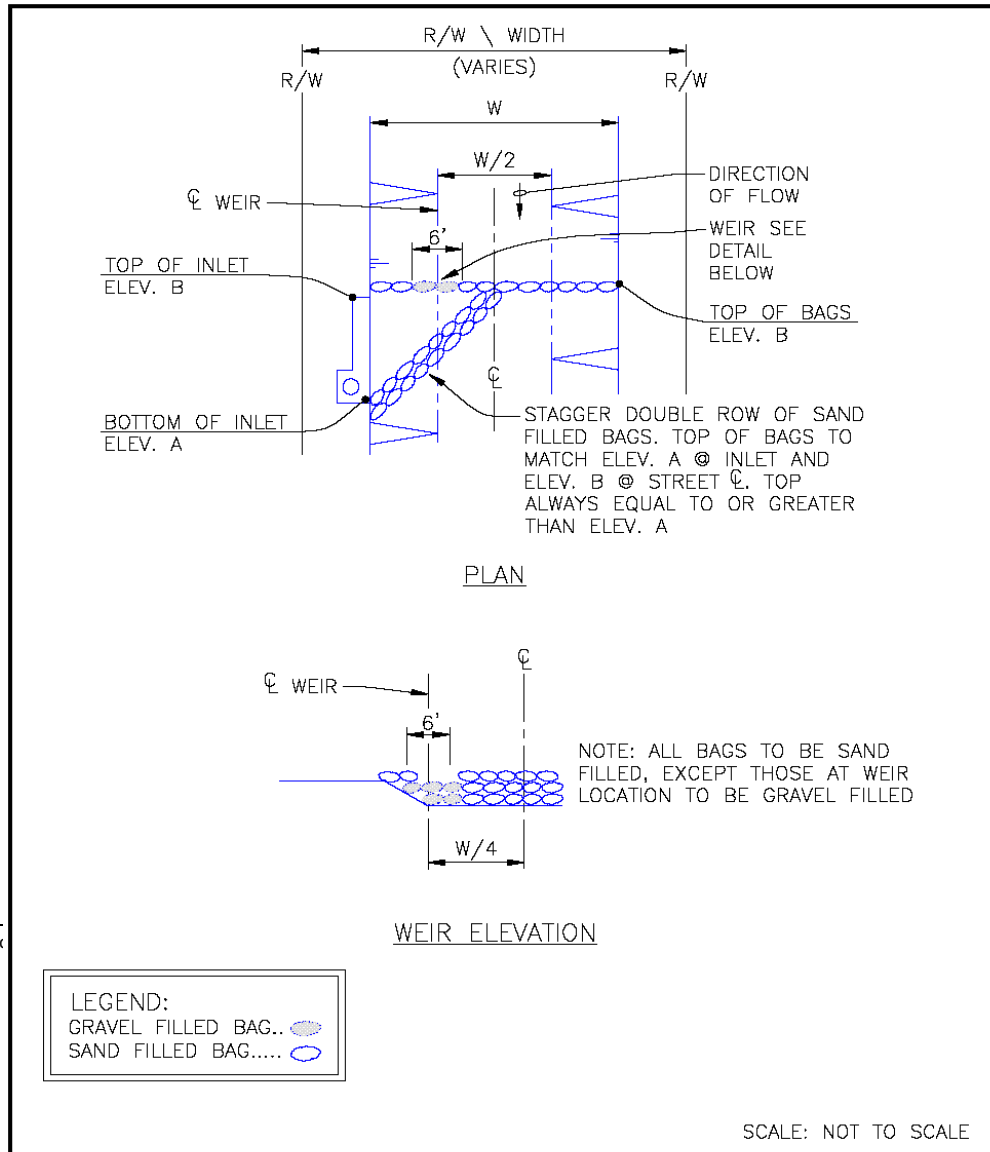 R/W \ WIDTH
(VARIES)
R/W
R/W
W
W/2
DIRECTION
OF FLOW
℄ WEIR
6'
WEIR SEE
DETAIL
BELOW
TOP OF INLET
ELEV. B
TOP OF BAGS
ELEV. B
℄
BOTTOM OF INLET
ELEV. A
STAGGER DOUBLE ROW OF SAND
FILLED BAGS. TOP OF BAGS TO
MATCH ELEV. A @ INLET AND
ELEV. B @ STREET ℄. TOP
ALWAYS EQUAL TO OR GREATER
THAN ELEV. A
PLAN
℄
℄ WEIR
6'
NOTE: ALL BAGS TO BE SAND
FILLED, EXCEPT THOSE AT WEIR
LOCATION TO BE GRAVEL FILLED
W/4
WEIR ELEVATION
LEGEND:
GRAVEL FILLED BAG..
SAND FILLED BAG.....
SCALE: NOT TO SCALE